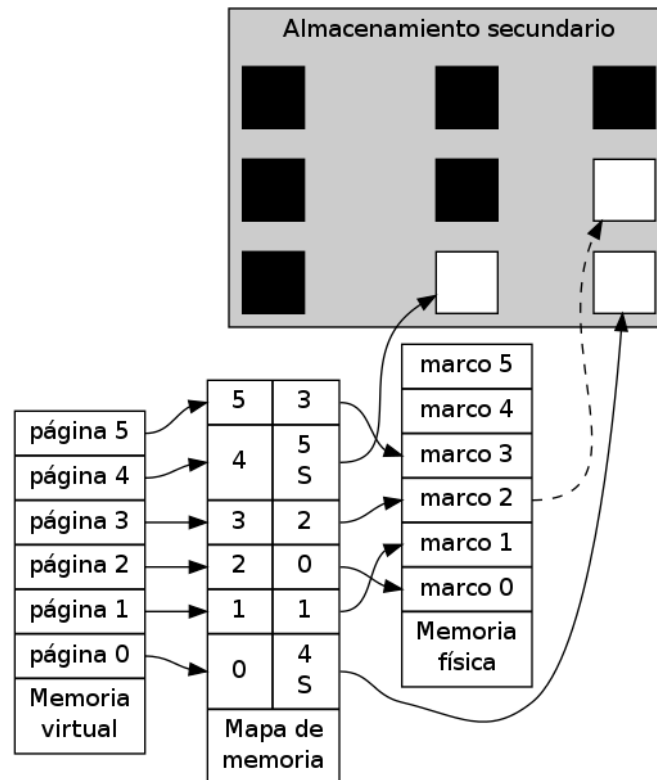 Almacenamiento secundario
página 5
página 4
página 3
página 2
página 1
página 0
Memoria
virtual
5 3
4 5
S
3 2
2 0
1 1
0 4
S
Mapa de
memoria
marco 5
marco 4
marco 3
marco 2
marco 1
marco 0
Memoria
física